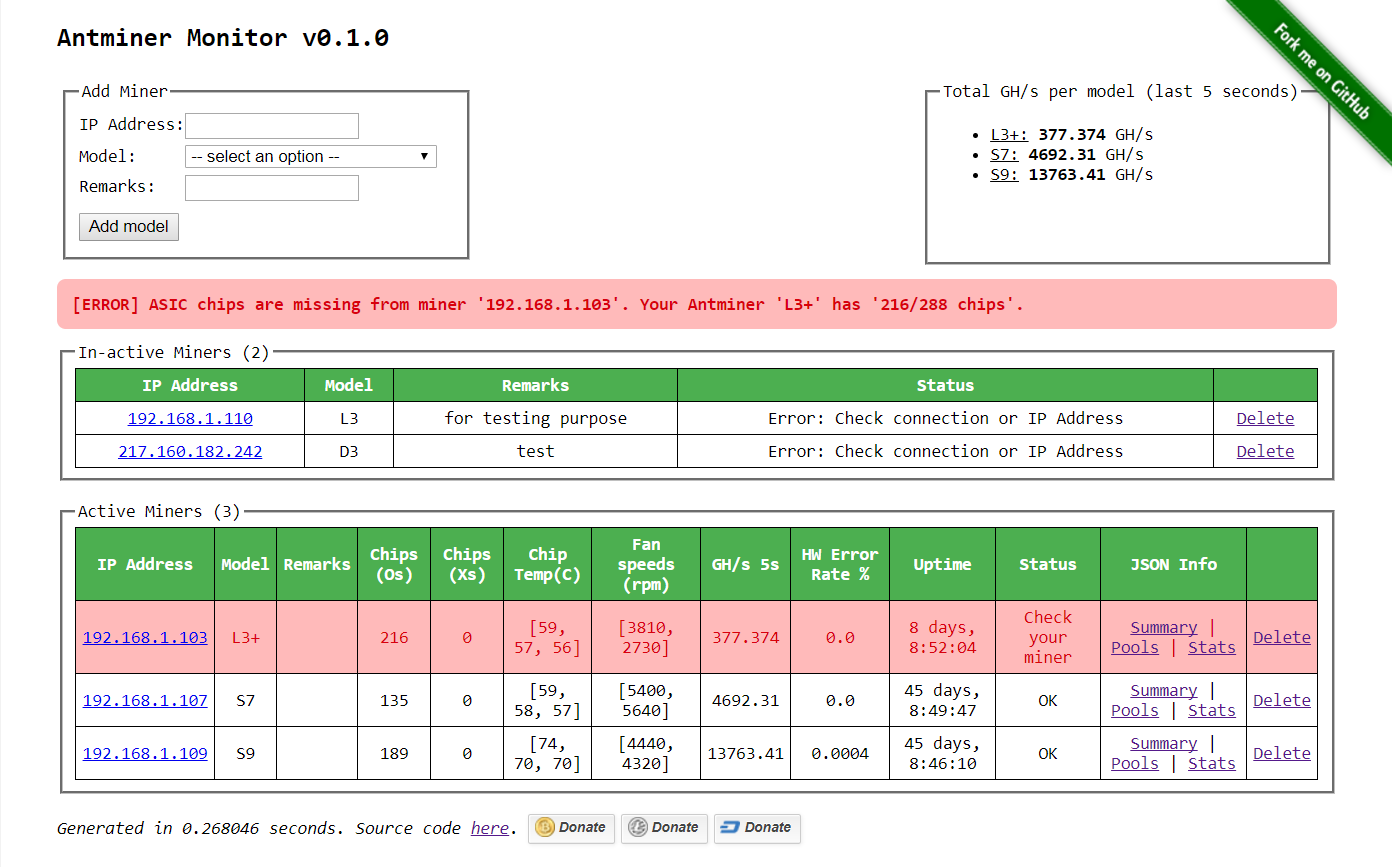 Antminer Monitor v0.1.0
Fork me on GitHub
Add Miner
IP Address:
Model: -- select an option --
Remarks:
Add model
Total GH/s per model (last 5 seconds)
L3+: 377.374 GH/s
S7: 4692.31 GH/s
S9: 13763.41 GH/s
[ERROR] ASIC chips are missing from miner '192.168.1.103'. Your Antminer 'L3+' has '216/288 chips'.
In-active Miners (2)
IP Address Model Remarks Status
192.168.1.110 L3 for testing purpose Error: Check connection or IP Address Delete
217.160.182.242 D3 test Error: Check connection or IP Address Delete
Active Miners (3)
IP Address Model Remarks Chips (Os) Chips (Xs) Chip Temp(C) Fan speeds (rpm) GH/s 5s HW Error Rate % Uptime Status JSON Info
192.168.1.103 L3+ 216 0 [59, 57, 56] [3810, 2730] 377.374 0.0 8 days, 8:52:04 Check your miner Summary | Pools | Stats Delete
192.168.1.107 S7 135 0 [59, 58, 57] [5400, 5640] 4692.31 0.0 45 days, 8:49:47 OK Summary | Pools | Stats Delete
192.168.1.109 S9 189 0 [74, 70, 70] [4440, 4320] 13763.41 0.0004 45 days, 8:46:10 OK Summary | Pools | Stats Delete
Generated in 0.268046 seconds. Source code here. Donate Donate Donate